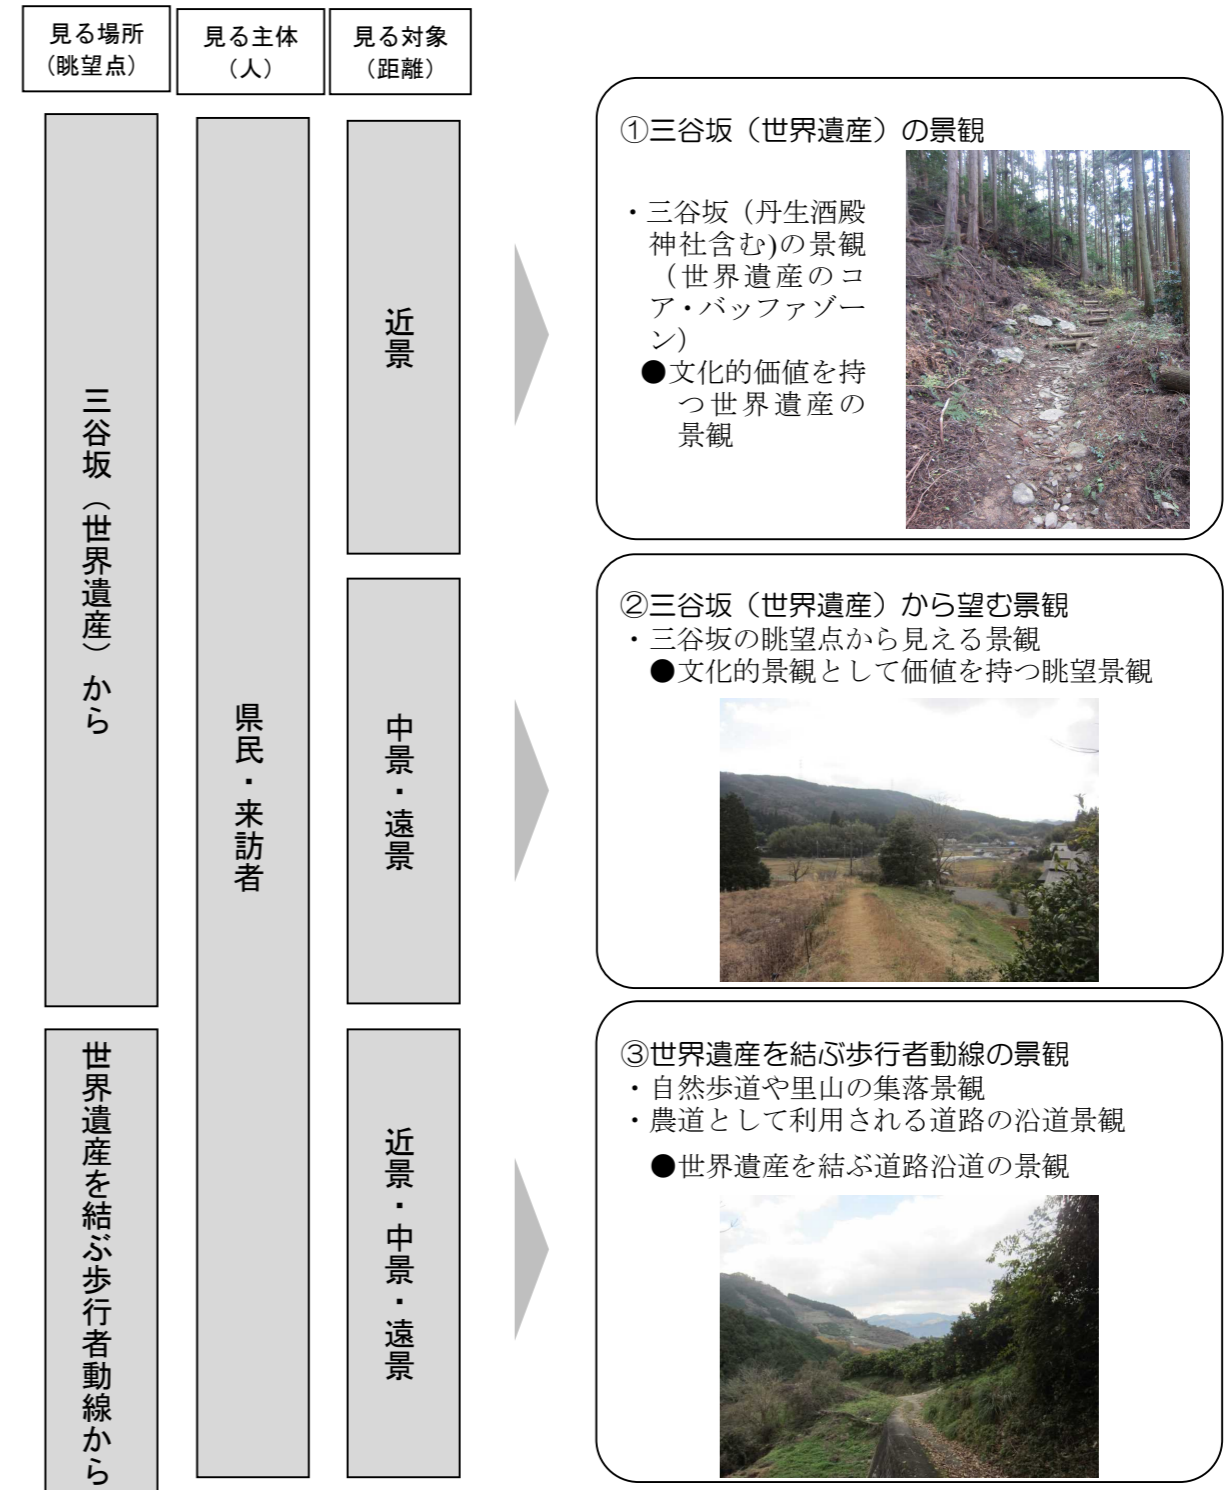 見る場所
（眺望点）
見る主体
（人）
見る対象
（距離）
三谷坂（世界遺産）から
世界遺産を結ぶ歩行者動線から
県民・来訪者
近景
中景・遠景
近景・中景・遠景
①三谷坂（世界遺産）の景観
・三谷坂（丹生酒殿
神社含む)の景観
（世界遺産のコ
ア・バッファゾー
ン）
●文化的価値を持
つ世界遺産の
景観
②三谷坂（世界遺産）から望む景観
・三谷坂の眺望点から見える景観
●文化的景観として価値を持つ眺望景観
③世界遺産を結ぶ歩行者動線の景観
・自然歩道や里山の集落景観
・農道として利用される道路の沿道景観
●世界遺産を結ぶ道路沿道の景観